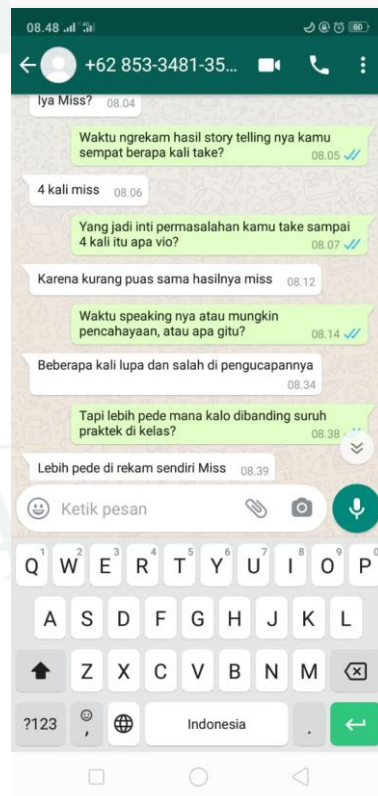 08.48 4G
60
+62 853-3481-35...
Iya Miss? 08.04
Waktu ngrekam hasil story telling nya kamu
sempat berapa kali take? 08.05
4 kali miss 08.06
Yang jadi inti permasalahan kamu take sampai
4 kali itu apa vio? 08.07
Karena kurang puas sama hasilnya miss 08.12
Waktu speaking nya atau mungkin
pencahayaan, atau apa gitu? 08.14
Beberapa kali lupa dan salah di pengucapannya
08.34
Tapi lebih pede mana kalo dibanding suruh
praktek di kelas? 08.38
Lebih pede di rekam sendiri Miss 08.39
Ketik pesan
1 2 3 4 5 6 7 8 9 0
Q W E R T Y U I O P
A S D F G H J K L
Z X C V B N M
?123 , Indonesia .